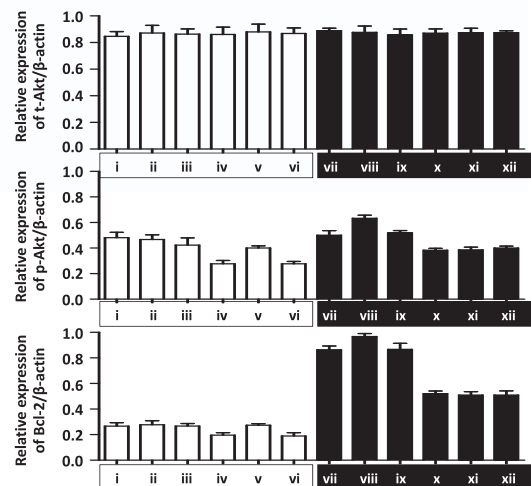 Relative expression
of t-Akt/β-actin
1.0
0.8
0.6
0.4
0.2
0.0
i ii iii iv v vi vii viii ix x xi xii
Relative expression
of p-Akt/β-actin
1.0
0.8
0.6
0.4
0.2
0.0
i ii iii iv v vi vii viii ix x xi xii
Relative expression
of Bcl-2/β-actin
1.0
0.8
0.6
0.4
0.2
0.0
i ii iii iv v vi vii viii ix x xi xii